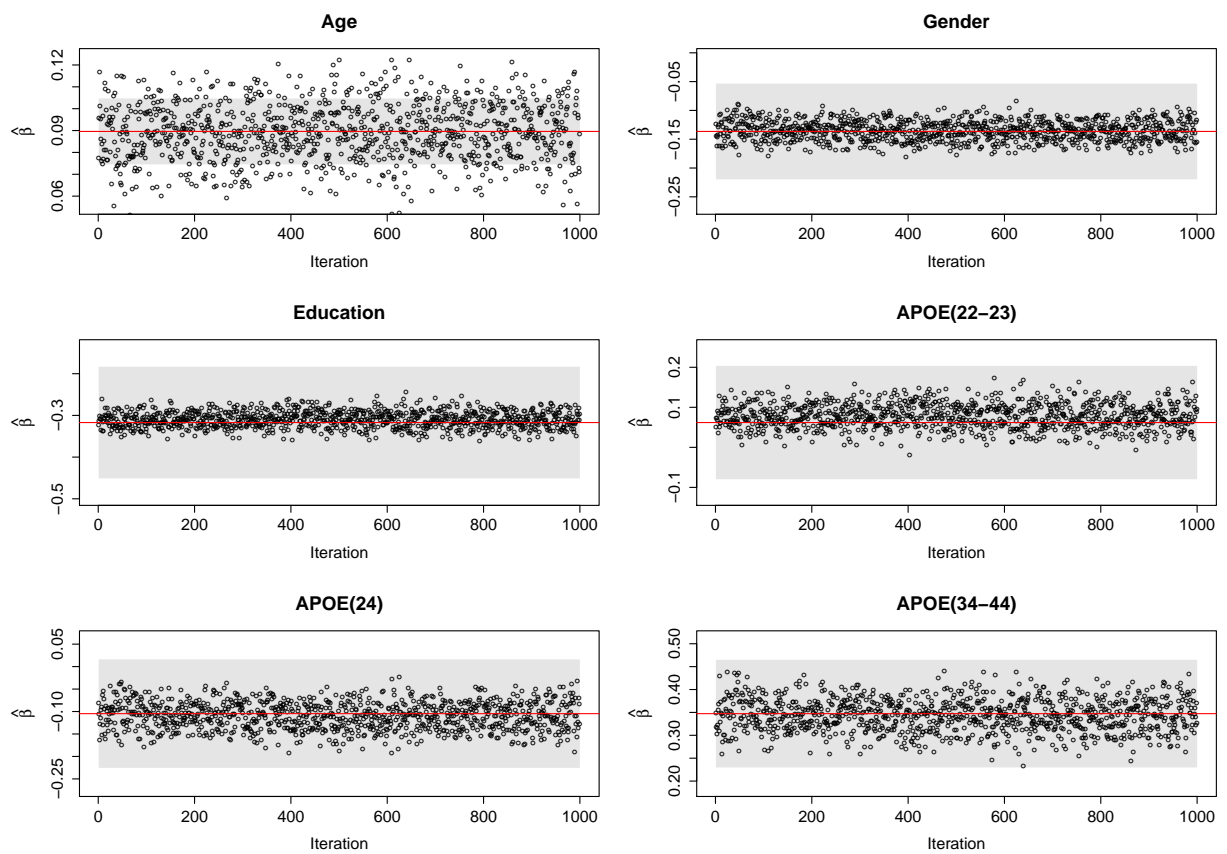 Age
0.12
0.09
0.06
β̂
0 200 400 600 800 1000
Iteration
Gender
−0.05
−0.15
−0.25
β̂
0 200 400 600 800 1000
Iteration
Education
−0.3
−0.5
β̂
0 200 400 600 800 1000
Iteration
APOE(22−23)
0.2
0.1
−0.1
β̂
0 200 400 600 800 1000
Iteration
APOE(24)
0.05
−0.10
−0.25
β̂
0 200 400 600 800 1000
Iteration
APOE(34−44)
0.50
0.40
0.30
0.20
β̂
0 200 400 600 800 1000
Iteration